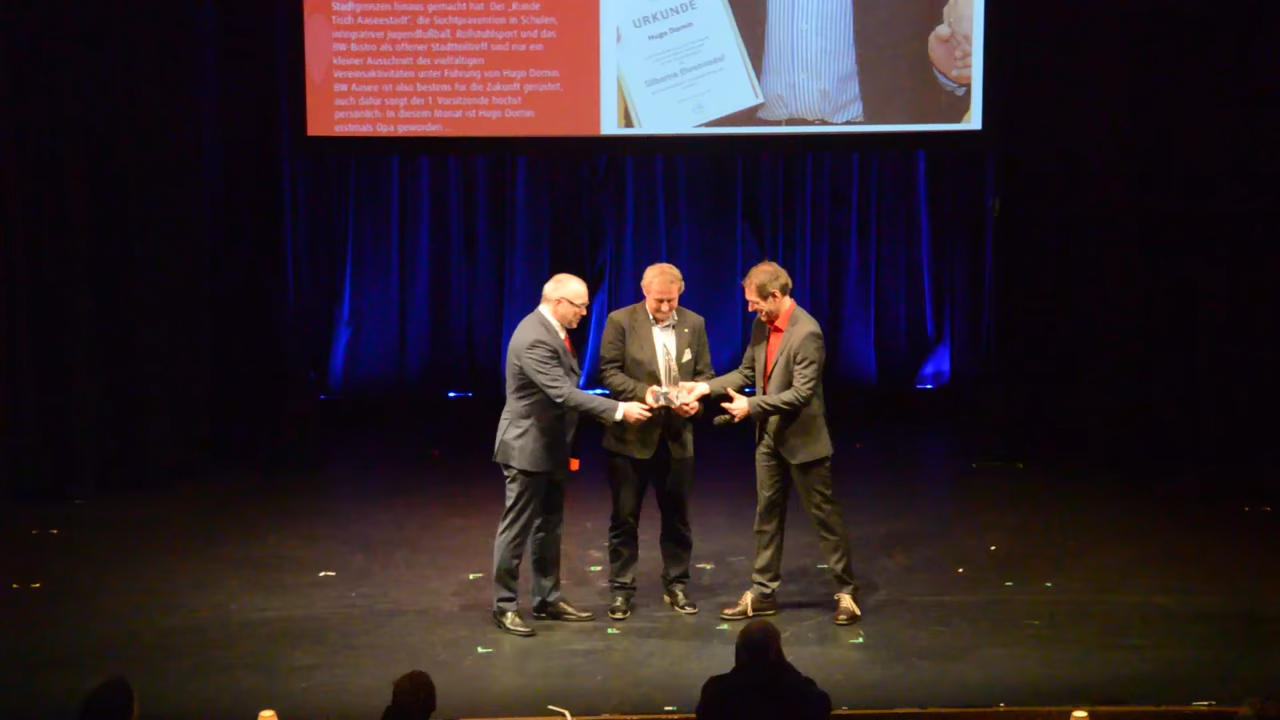 Stadtgrenzen hinaus gemacht hat. Der „Runde
Tisch Aaseestadt“, die Suchtprävention in Schulen,
integrativer Jugendfußball, Rollstuhlsport und das
BW-Bistro als offener Stadtteiltreff sind nur ein
kleiner Ausschnitt der vielfältigen
Vereinsaktivitäten unter Führung von Hugo Domin.
BW Aasee ist also bestens für die Zukunft gerüstet,
auch dafür sorgt der 1. Vorsitzende höchst
persönlich: In diesem Monat ist Hugo Domin
erstmals Opa geworden ...
URKUNDE
Hugo Domin
Silberne Ehrennadel